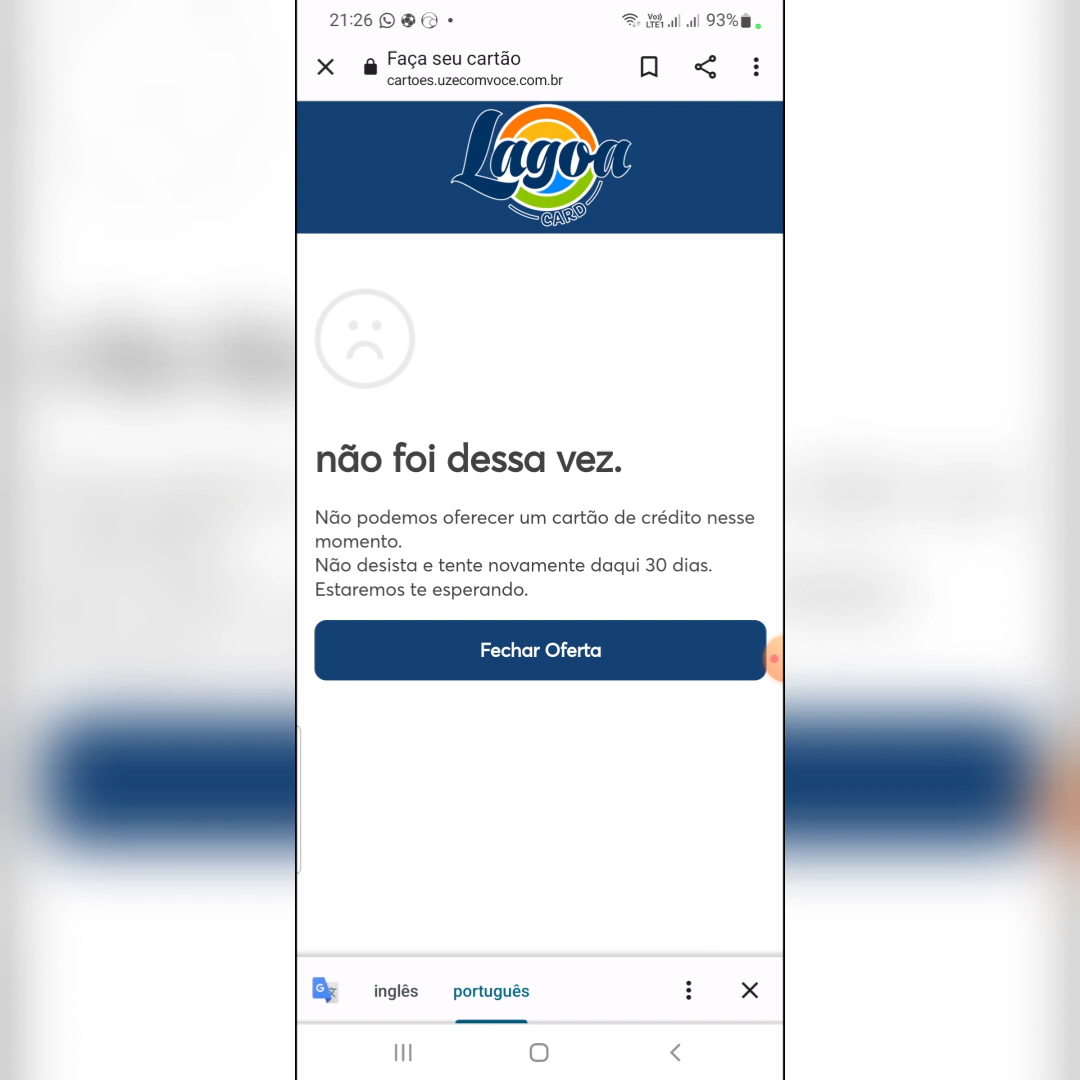 21:26
Vo)) LTE1 93%
Faça seu cartão
cartoes.uzecomvoce.com.br
Lagoa
CARD
não foi dessa vez.
Não podemos oferecer um cartão de crédito nesse
momento.
Não desista e tente novamente daqui 30 dias.
Estaremos te esperando.
Fechar Oferta
inglês português